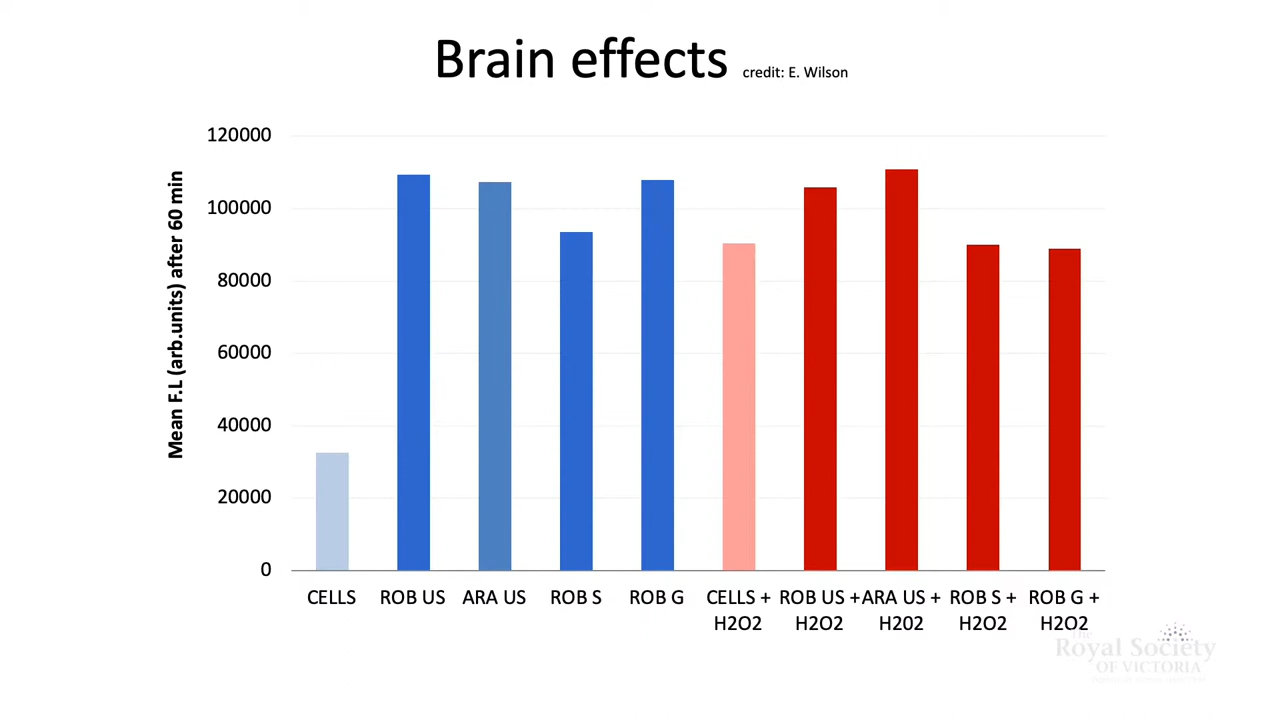 Brain effects credit: E. Wilson
Mean F.L (arb.units) after 60 min
120000
100000
80000
60000
40000
20000
0
CELLS ROB US ARA US ROB S ROB G CELLS + ROB US + ARA US + ROB S + ROB G +
H2O2 H2O2 H202 H2O2 H2O2
The
Royal Society
OF VICTORIA